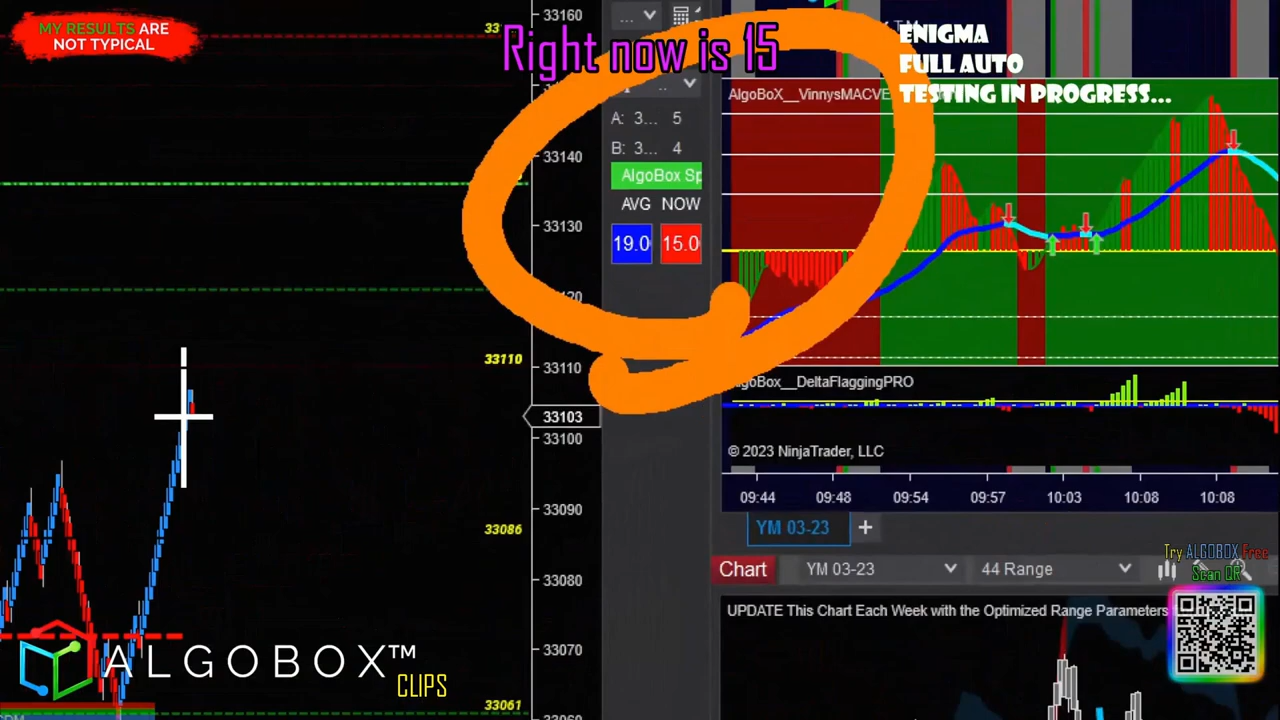 MY RESULTS ARE
NOT TYPICAL
Right now is 15
ENIGMA
FULL AUTO
TESTING IN PROGRESS...
33160
33140
33130
33120
33110
33110
33103
33100
33090
33086
33080
33070
33061
A: 3... 5
B: 3... 4
AlgoBox Sp
AVG NOW
19.0 15.0
AlgoBoX__VinnysMACVE
AlgoBox__DeltaFlaggingPRO
© 2023 NinjaTrader, LLC
09:44 09:48 09:54 09:57 10:03 10:08 10:08
YM 03-23 +
Chart YM 03-23 44 Range
UPDATE This Chart Each Week with the Optimized Range Parameters
Try ALGOBOX Free
Scan QR
ALGOBOX™
CLIPS